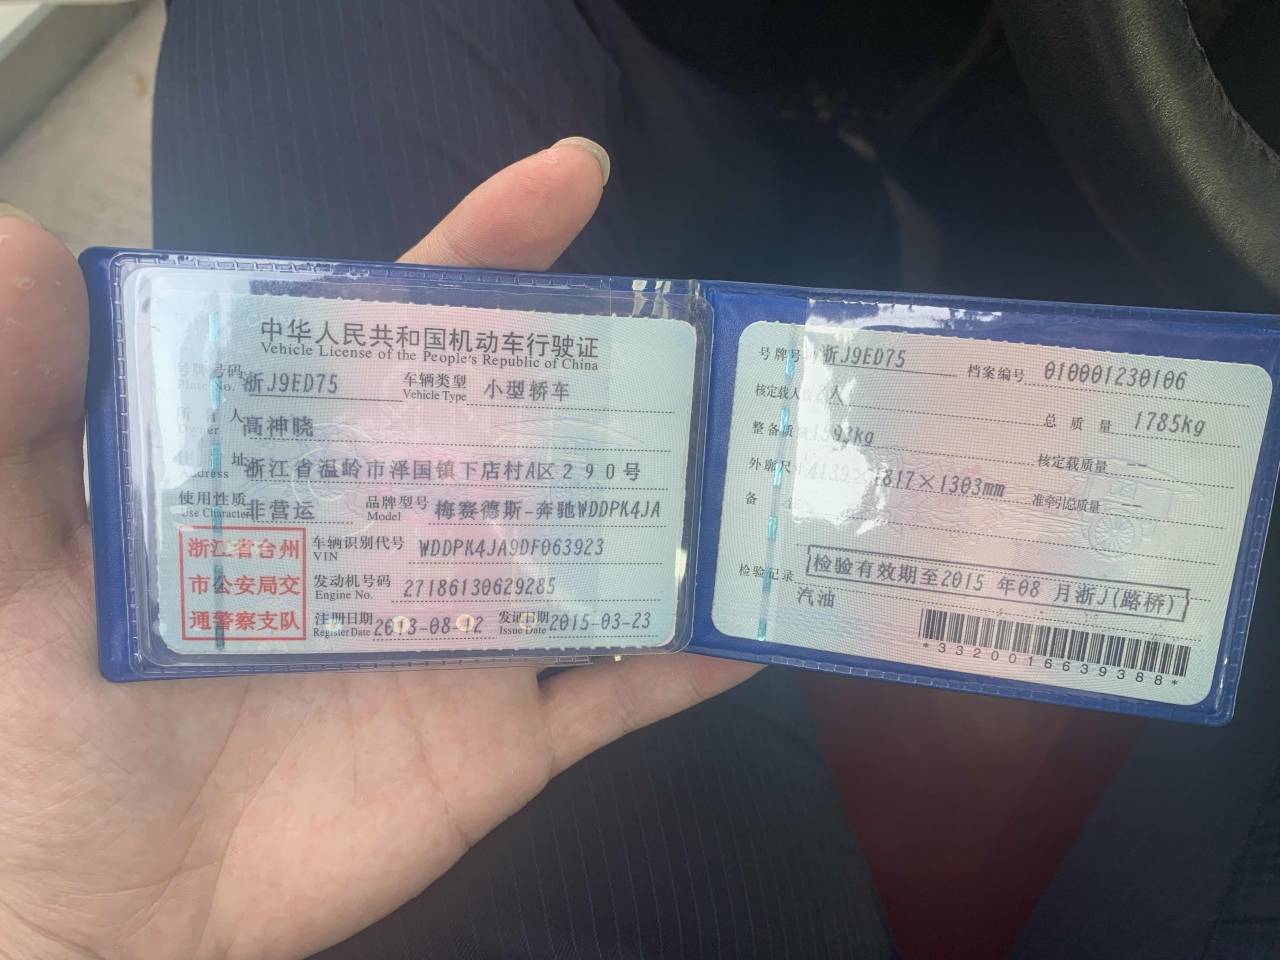 中华人民共和国机动车行驶证
Vehicle License of the People's Republic of China
号牌号码 Plate No. 浙J9ED75 车辆类型 Vehicle Type 小型轿车
所有人 Owner 高神晓
住址 Address 浙江省温岭市泽国镇下店村A区290号
使用性质 Use Character 非营运 品牌型号 Model 梅赛德斯-奔驰WDDPK4JA
浙江省台州
市公安局交
通警察支队
车辆识别代号 VIN WDDPK4JA9DF063923
发动机号码 Engine No. 27186130629285
注册日期 Register Date 2013-08-12 发证日期 Issue Date 2015-03-23
号牌号 浙J9ED75 档案编号 010001230106
核定载人数 人 总质量 1785kg
整备质 1593kg 核定载质量 --
外廓尺 4139×1817×1303mm 准牵引总质量 --
备
检验记录 检验有效期至2015年08月浙J(路桥)
汽油
*3320016639388*